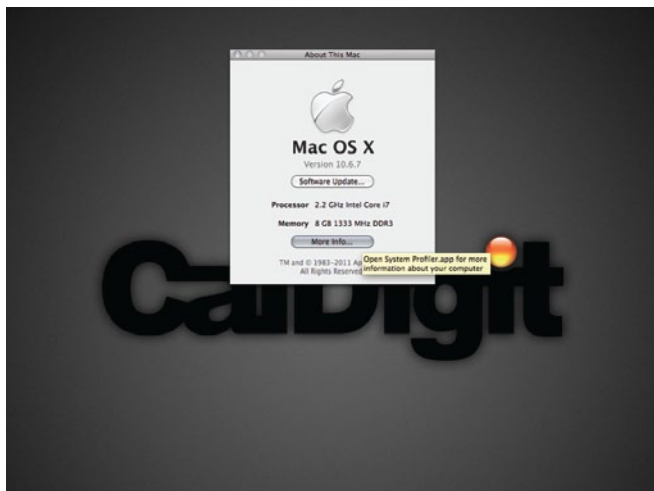 About This Mac
Mac OS X
Version 10.6.7
Software Update...
Processor 2.2 GHz Intel Core i7
Memory 8 GB 1333 MHz DDR3
More Info...
TM and © 1983-2011 Ap
All Rights Reserved
Open System Profiler.app for more
information about your computer
CalDigit